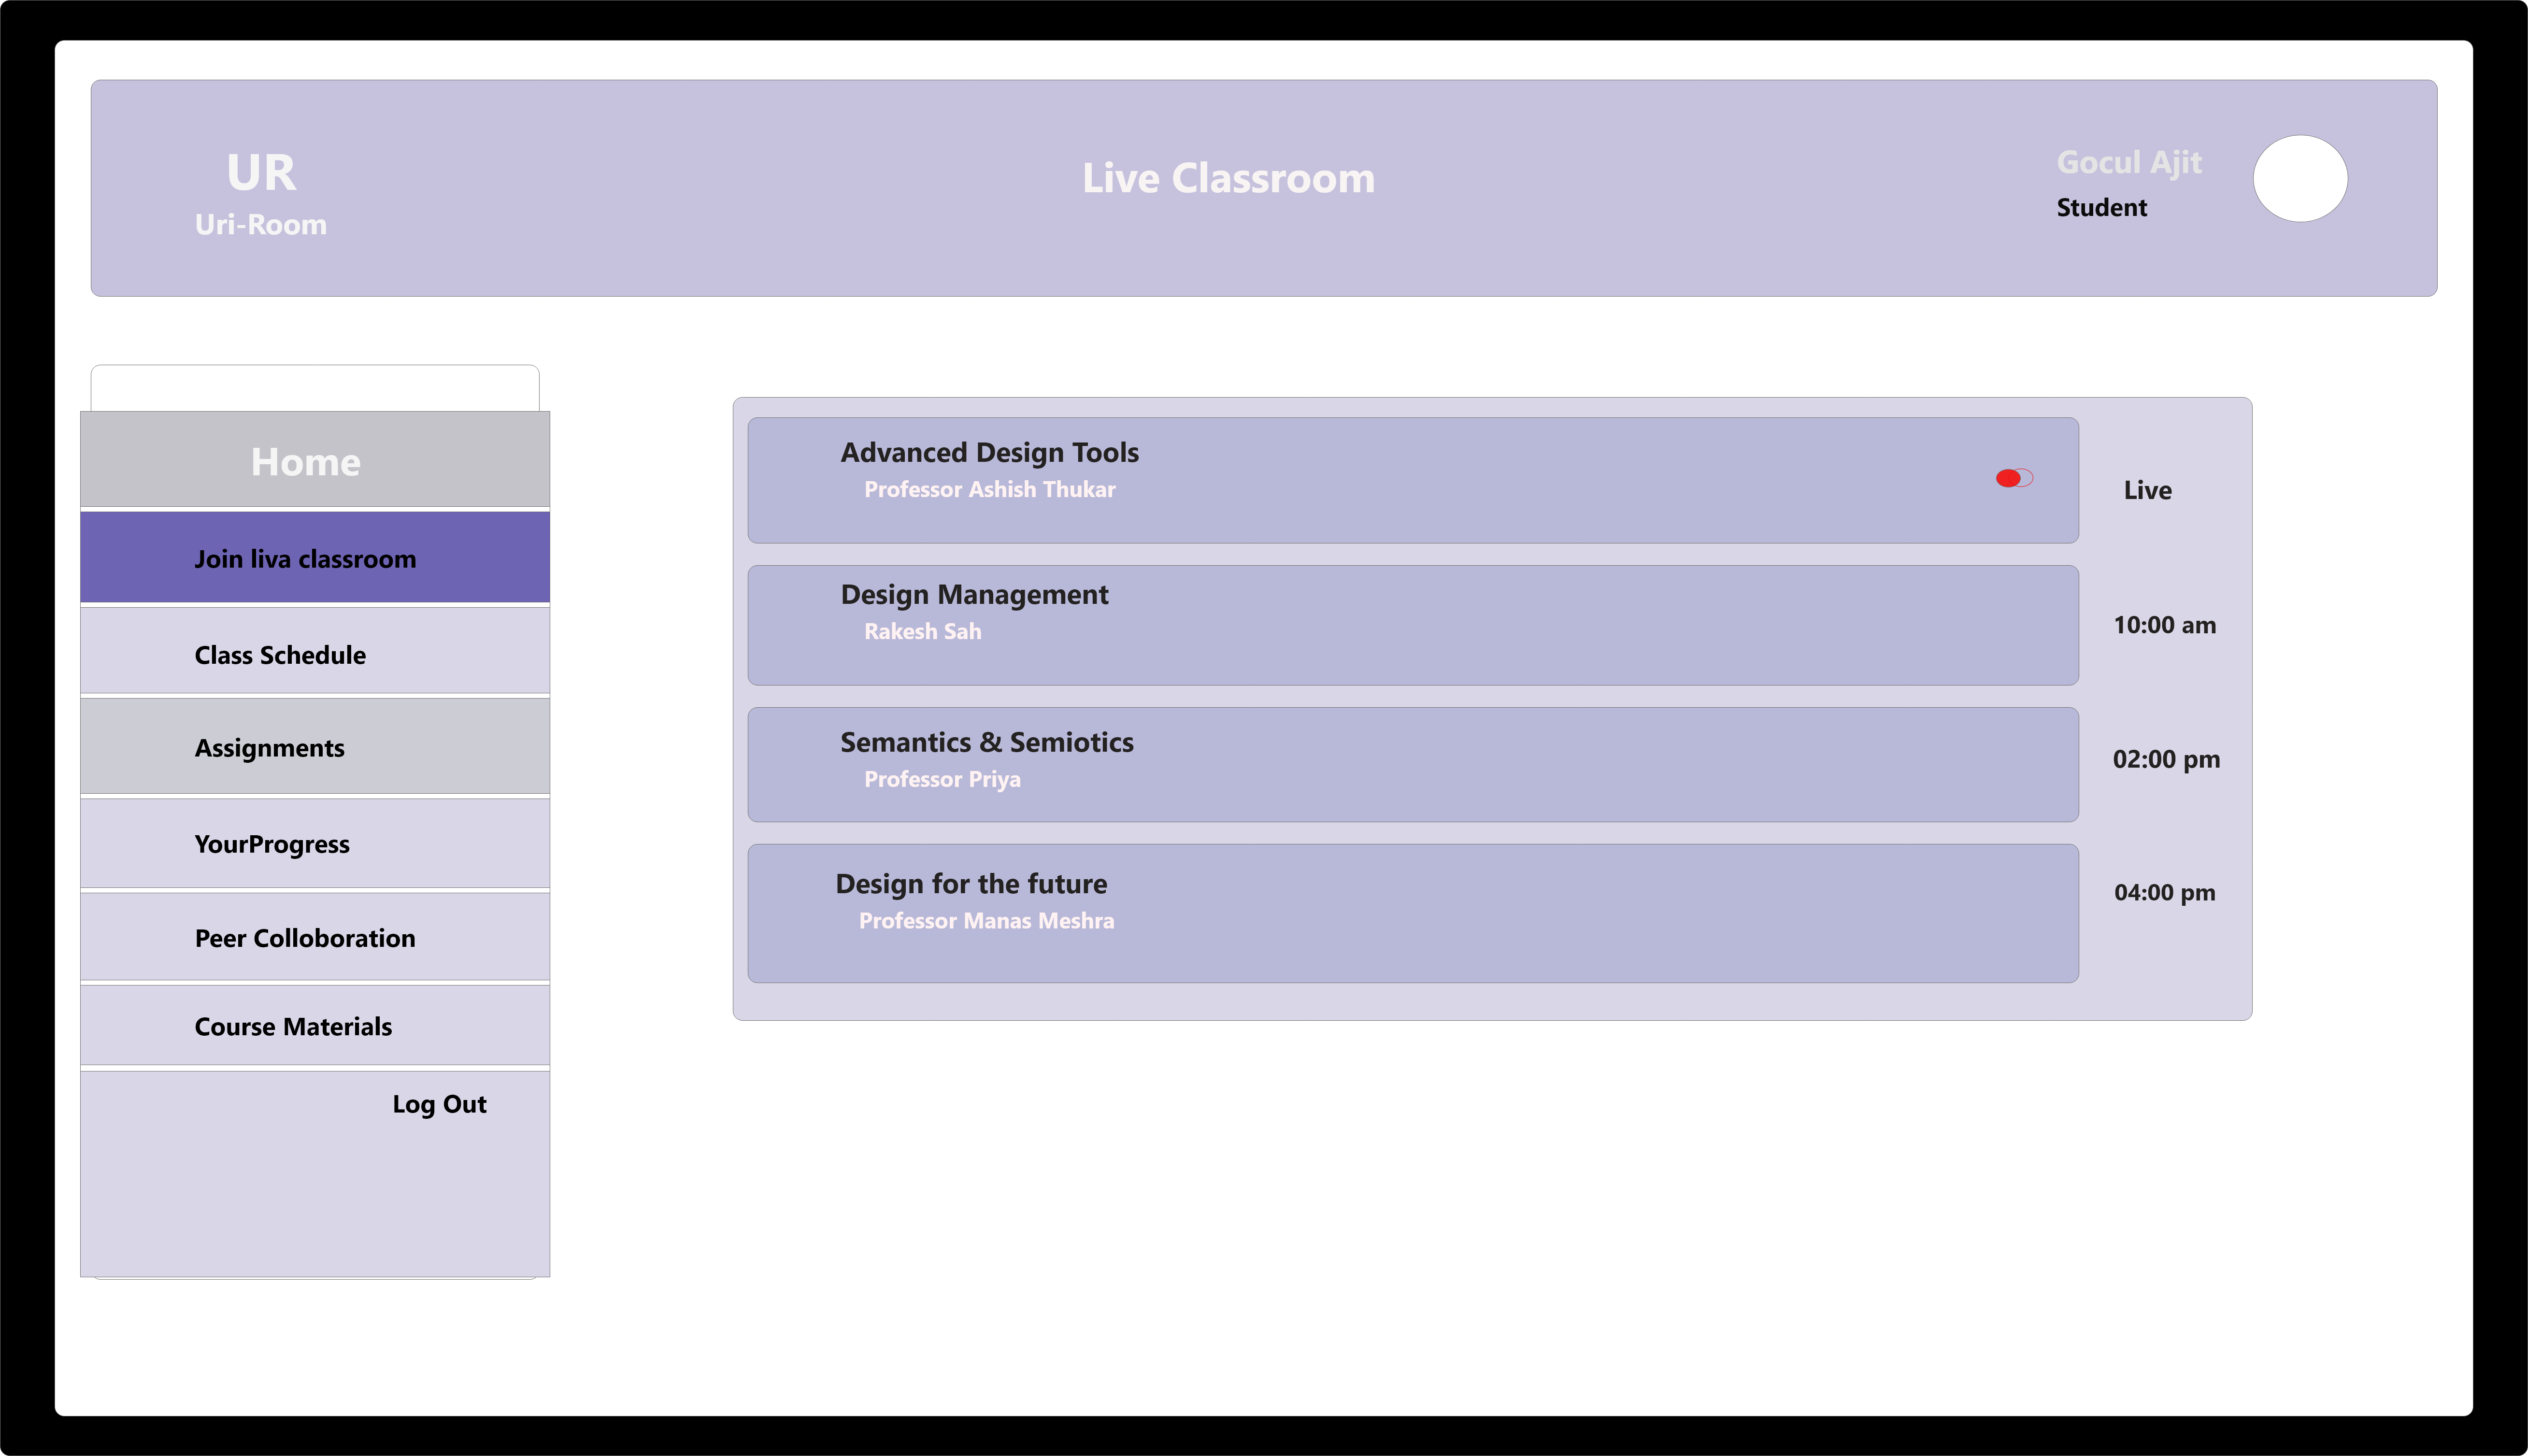 UR
Uri-Room
Live Classroom
Gocul Ajit
Student
Home
Join liva classroom
Class Schedule
Assignments
YourProgress
Peer Colloboration
Course Materials
Log Out
Advanced Design Tools
Professor Ashish Thukar
Live
Design Management
Rakesh Sah
10:00 am
Semantics & Semiotics
Professor Priya
02:00 pm
Design for the future
Professor Manas Meshra
04:00 pm